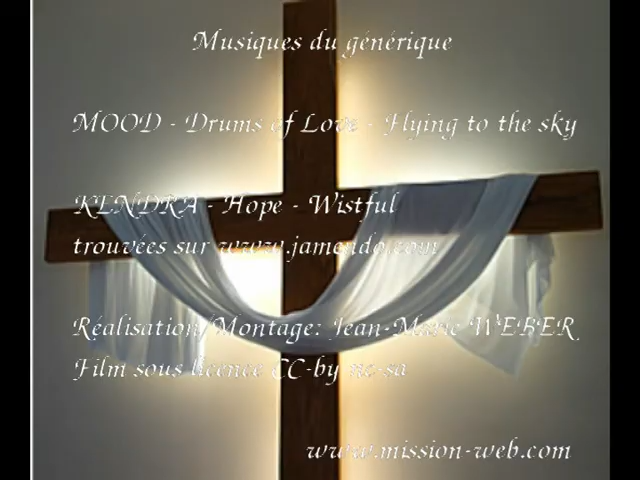 Musiques du générique
MOOD - Drums of Love - Flying to the sky
KENDRA - Hope - Wistful
trouvées sur www.jamendo.com
Réalisation/Montage: Jean-Marie WEBER
Film sous licence CC-by nc-sa
www.mission-web.com